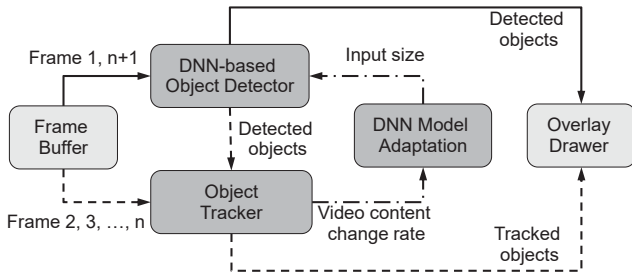 Detected
objects
Frame 1, n+1
DNN-based
Object Detector
Input size
Frame
Buffer
Detected
objects
DNN Model
Adaptation
Overlay
Drawer
Object
Tracker
Frame 2, 3, …, n
Video content
change rate
Tracked
objects